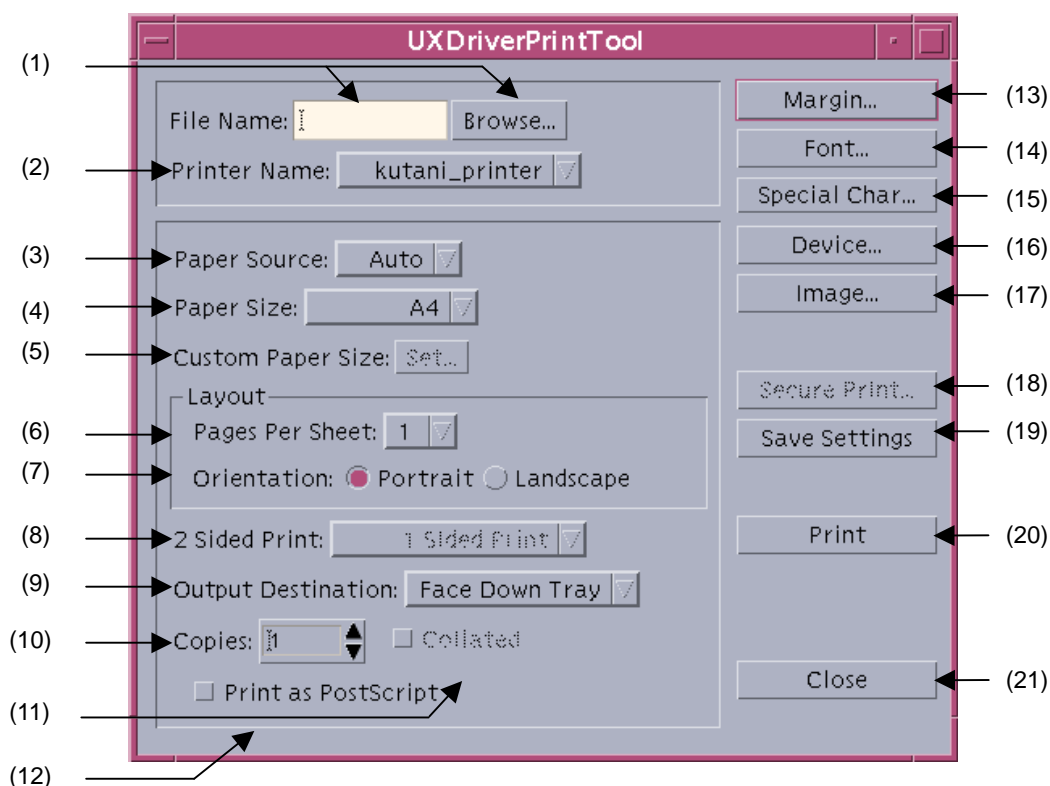 UXDriverPrintTool
(1)
File Name: Browse...
(2)
Printer Name: kutani_printer
(3)
Paper Source: Auto
(4)
Paper Size: A4
(5)
Custom Paper Size: Set...
Layout
(6)
Pages Per Sheet: 1
(7)
Orientation: Portrait Landscape
(8)
2 Sided Print: 1 Sided Print
(9)
Output Destination: Face Down Tray
(10)
Copies: 1 Collated
Print as PostScript
(11)
(12)
Margin... (13)
Font... (14)
Special Char... (15)
Device... (16)
Image... (17)
Secure Print... (18)
Save Settings (19)
Print (20)
Close (21)